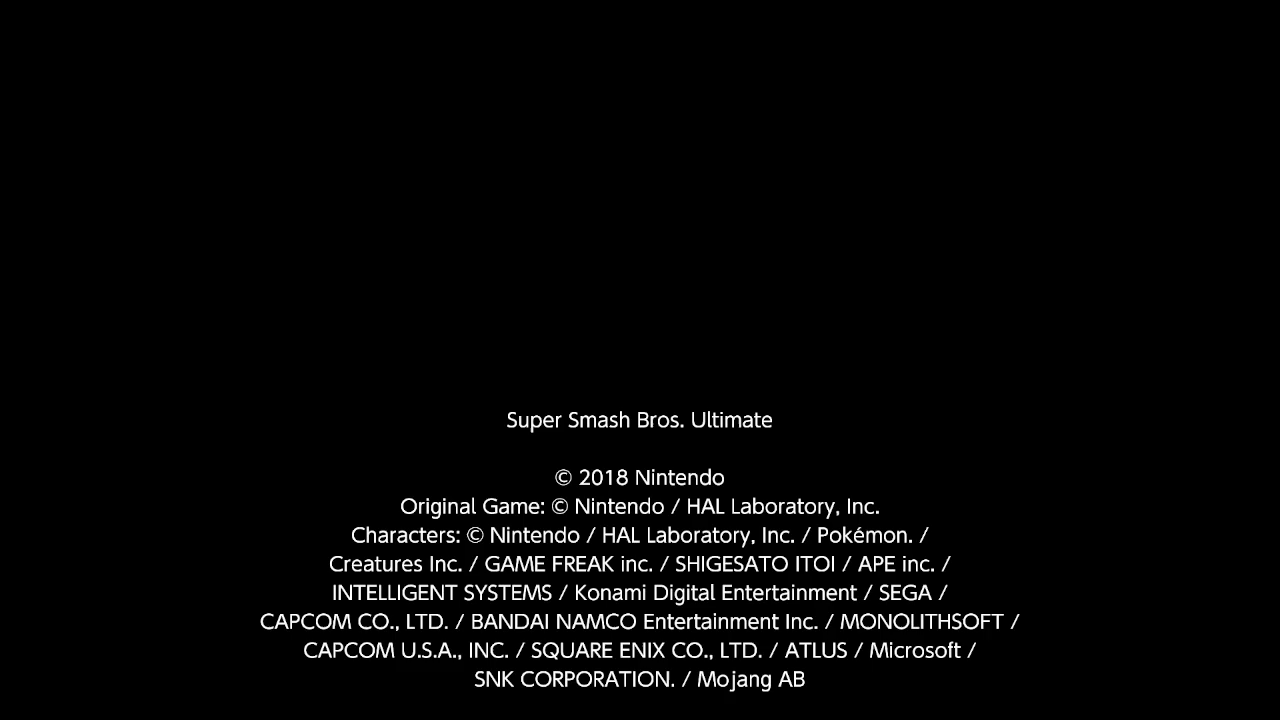 Super Smash Bros. Ultimate
© 2018 Nintendo
Original Game: © Nintendo / HAL Laboratory, Inc.
Characters: © Nintendo / HAL Laboratory, Inc. / Pokémon. /
Creatures Inc. / GAME FREAK inc. / SHIGESATO ITOI / APE inc. /
INTELLIGENT SYSTEMS / Konami Digital Entertainment / SEGA /
CAPCOM CO., LTD. / BANDAI NAMCO Entertainment Inc. / MONOLITHSOFT /
CAPCOM U.S.A., INC. / SQUARE ENIX CO., LTD. / ATLUS / Microsoft /
SNK CORPORATION. / Mojang AB